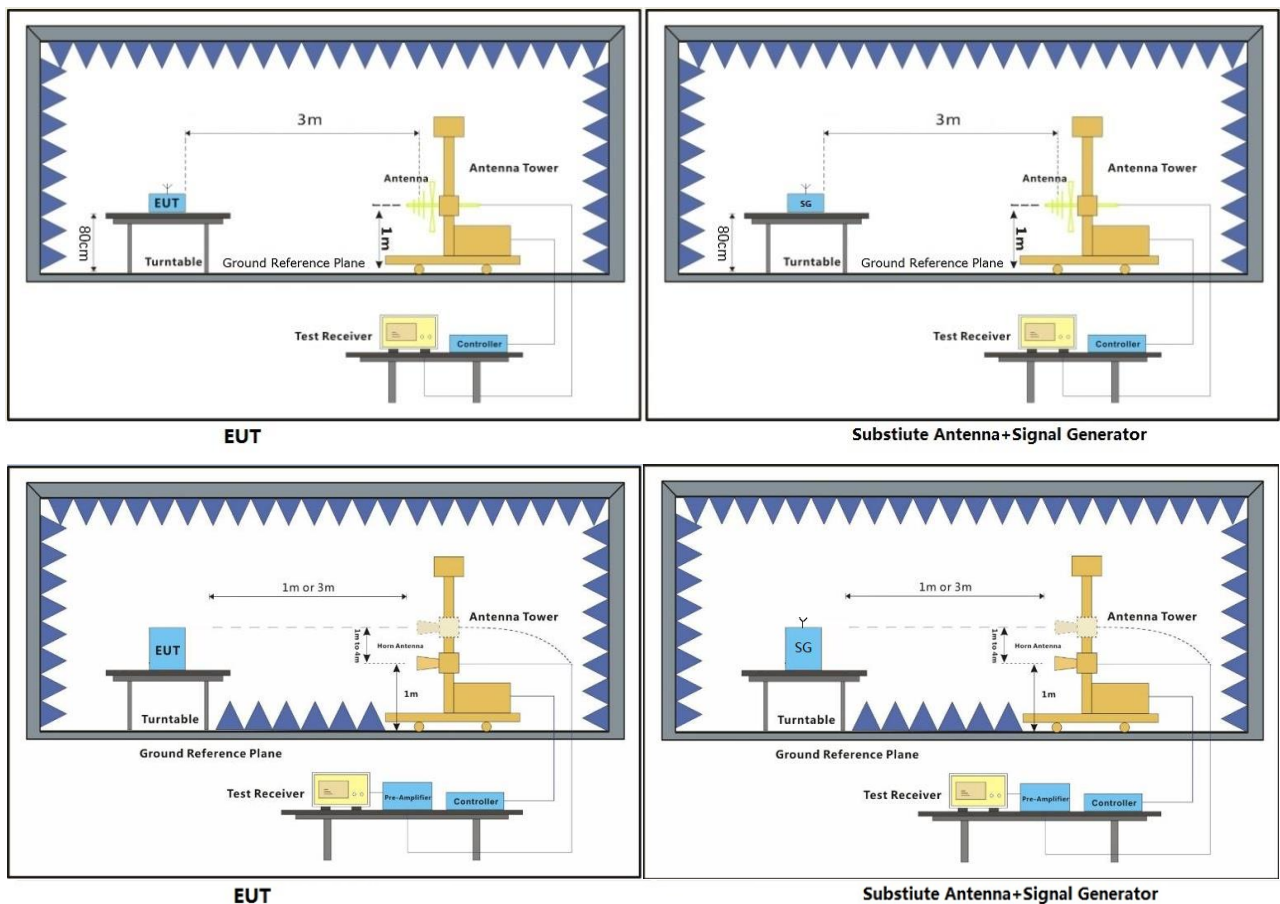 3m
Antenna Tower
Antenna
EUT
80cm
1m
Turntable
Ground Reference Plane
Test Receiver
Controller
EUT
3m
Antenna Tower
Antenna
SG
80cm
1m
Turntable
Ground Reference Plane
Test Receiver
Controller
Substiute Antenna+Signal Generator
1m or 3m
Antenna Tower
1m to 4m
Horn Antenna
EUT
1m
Turntable
Ground Reference Plane
Test Receiver
Pre-Amplifier
Controller
EUT
1m or 3m
Antenna Tower
1m to 4m
Horn Antenna
SG
1m
Turntable
Ground Reference Plane
Test Receiver
Pre-Amplifier
Controller
Substiute Antenna+Signal Generator